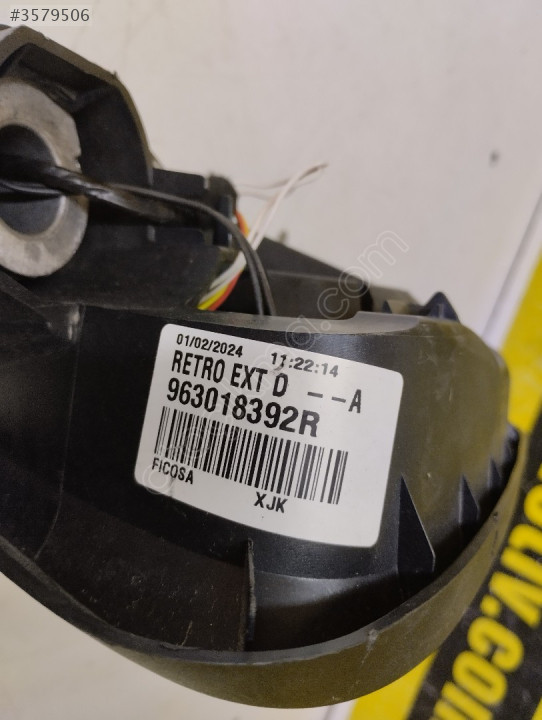 #3579506
01/02/2024 11:22:14
RETRO EXT D – –A
963018392R
FICOSA
XJK